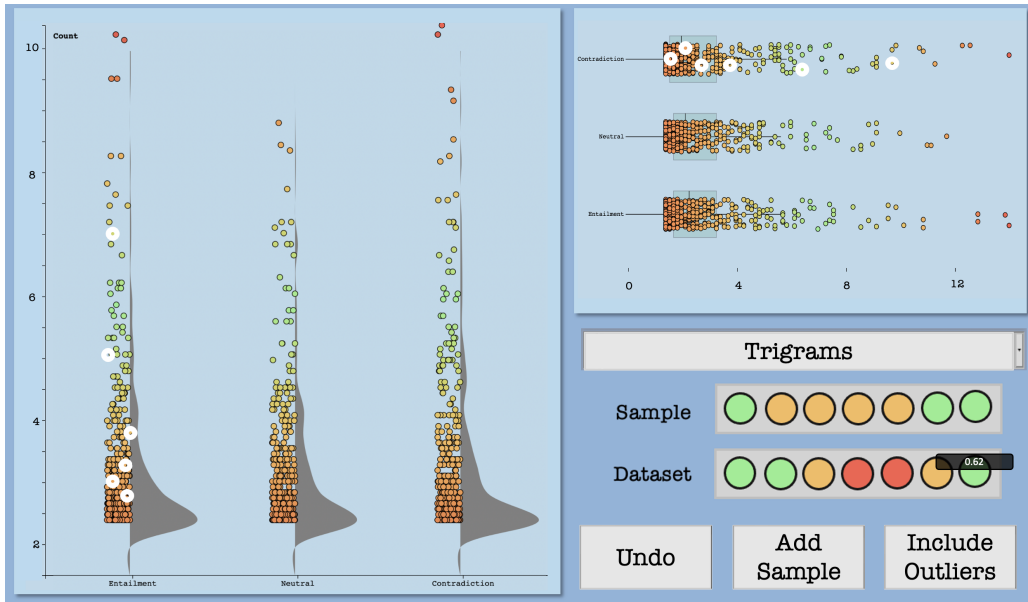 Count
10
8
6
4
2
Entailment Neutral Contradiction
Contradiction
Neutral
Entailment
0 4 8 12
Trigrams
Sample
Dataset
0.62
Undo
Add
Sample
Include
Outliers